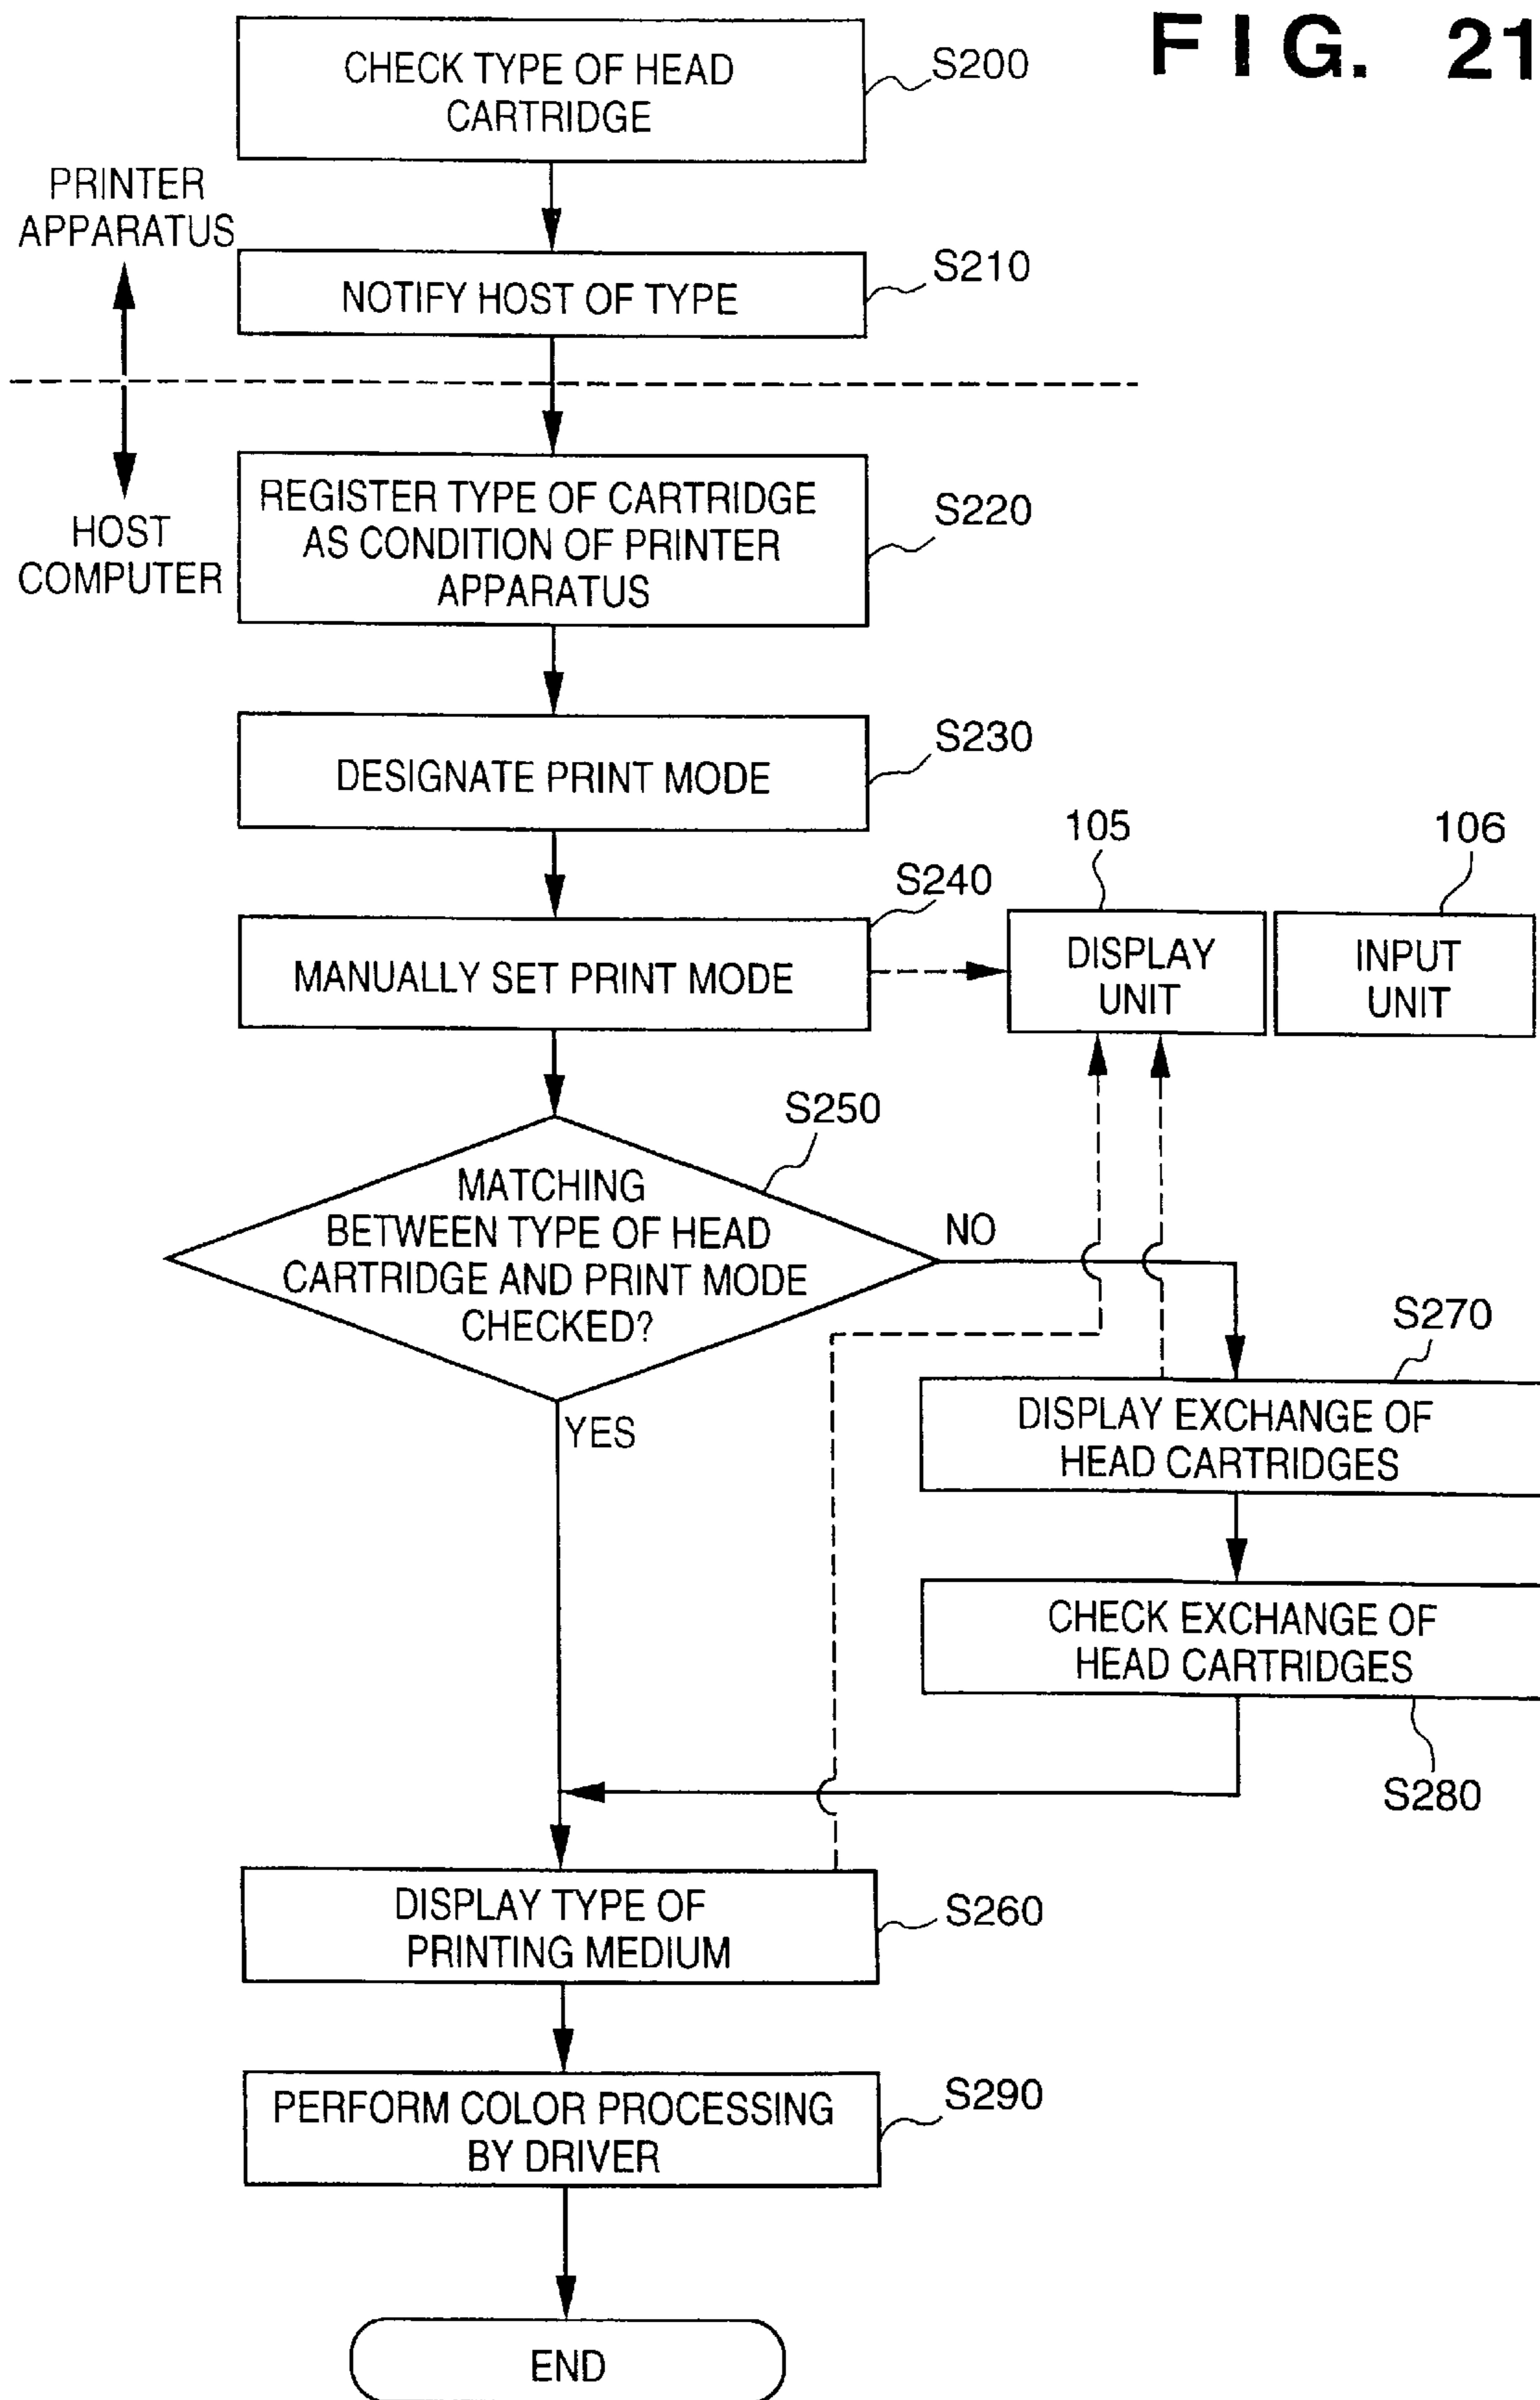 FIG. 21
CHECK TYPE OF HEAD
CARTRIDGE
S200
PRINTER
APPARATUS
NOTIFY HOST OF TYPE
S210
HOST
COMPUTER
REGISTER TYPE OF CARTRIDGE
AS CONDITION OF PRINTER
APPARATUS
S220
DESIGNATE PRINT MODE
S230
MANUALLY SET PRINT MODE
S240
105
DISPLAY
UNIT
106
INPUT
UNIT
MATCHING
BETWEEN TYPE OF HEAD
CARTRIDGE AND PRINT MODE
CHECKED?
S250
NO
YES
S270
DISPLAY EXCHANGE OF
HEAD CARTRIDGES
CHECK EXCHANGE OF
HEAD CARTRIDGES
S280
DISPLAY TYPE OF
PRINTING MEDIUM
S260
PERFORM COLOR PROCESSING
BY DRIVER
S290
END